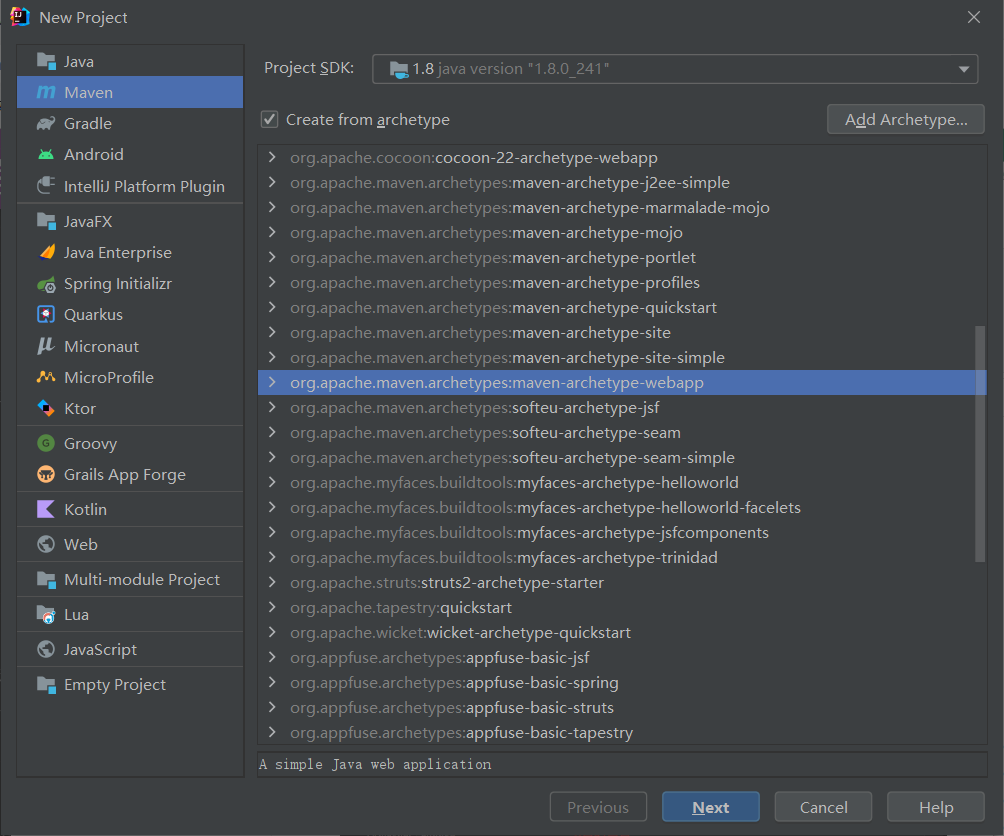 New Project
Java
Maven
Gradle
Android
IntelliJ Platform Plugin
JavaFX
Java Enterprise
Spring Initializr
Quarkus
Micronaut
MicroProfile
Ktor
Groovy
Grails App Forge
Kotlin
Web
Multi-module Project
Lua
JavaScript
Empty Project
Project SDK: 1.8 java version "1.8.0_241"
Create from archetype Add Archetype...
org.apache.cocoon:cocoon-22-archetype-webapp
org.apache.maven.archetypes:maven-archetype-j2ee-simple
org.apache.maven.archetypes:maven-archetype-marmalade-mojo
org.apache.maven.archetypes:maven-archetype-mojo
org.apache.maven.archetypes:maven-archetype-portlet
org.apache.maven.archetypes:maven-archetype-profiles
org.apache.maven.archetypes:maven-archetype-quickstart
org.apache.maven.archetypes:maven-archetype-site
org.apache.maven.archetypes:maven-archetype-site-simple
org.apache.maven.archetypes:maven-archetype-webapp
org.apache.maven.archetypes:softeu-archetype-jsf
org.apache.maven.archetypes:softeu-archetype-seam
org.apache.maven.archetypes:softeu-archetype-seam-simple
org.apache.myfaces.buildtools:myfaces-archetype-helloworld
org.apache.myfaces.buildtools:myfaces-archetype-helloworld-facelets
org.apache.myfaces.buildtools:myfaces-archetype-jsfcomponents
org.apache.myfaces.buildtools:myfaces-archetype-trinidad
org.apache.struts:struts2-archetype-starter
org.apache.tapestry:quickstart
org.apache.wicket:wicket-archetype-quickstart
org.appfuse.archetypes:appfuse-basic-jsf
org.appfuse.archetypes:appfuse-basic-spring
org.appfuse.archetypes:appfuse-basic-struts
org.appfuse.archetypes:appfuse-basic-tapestry
A simple Java web application
Previous Next Cancel Help